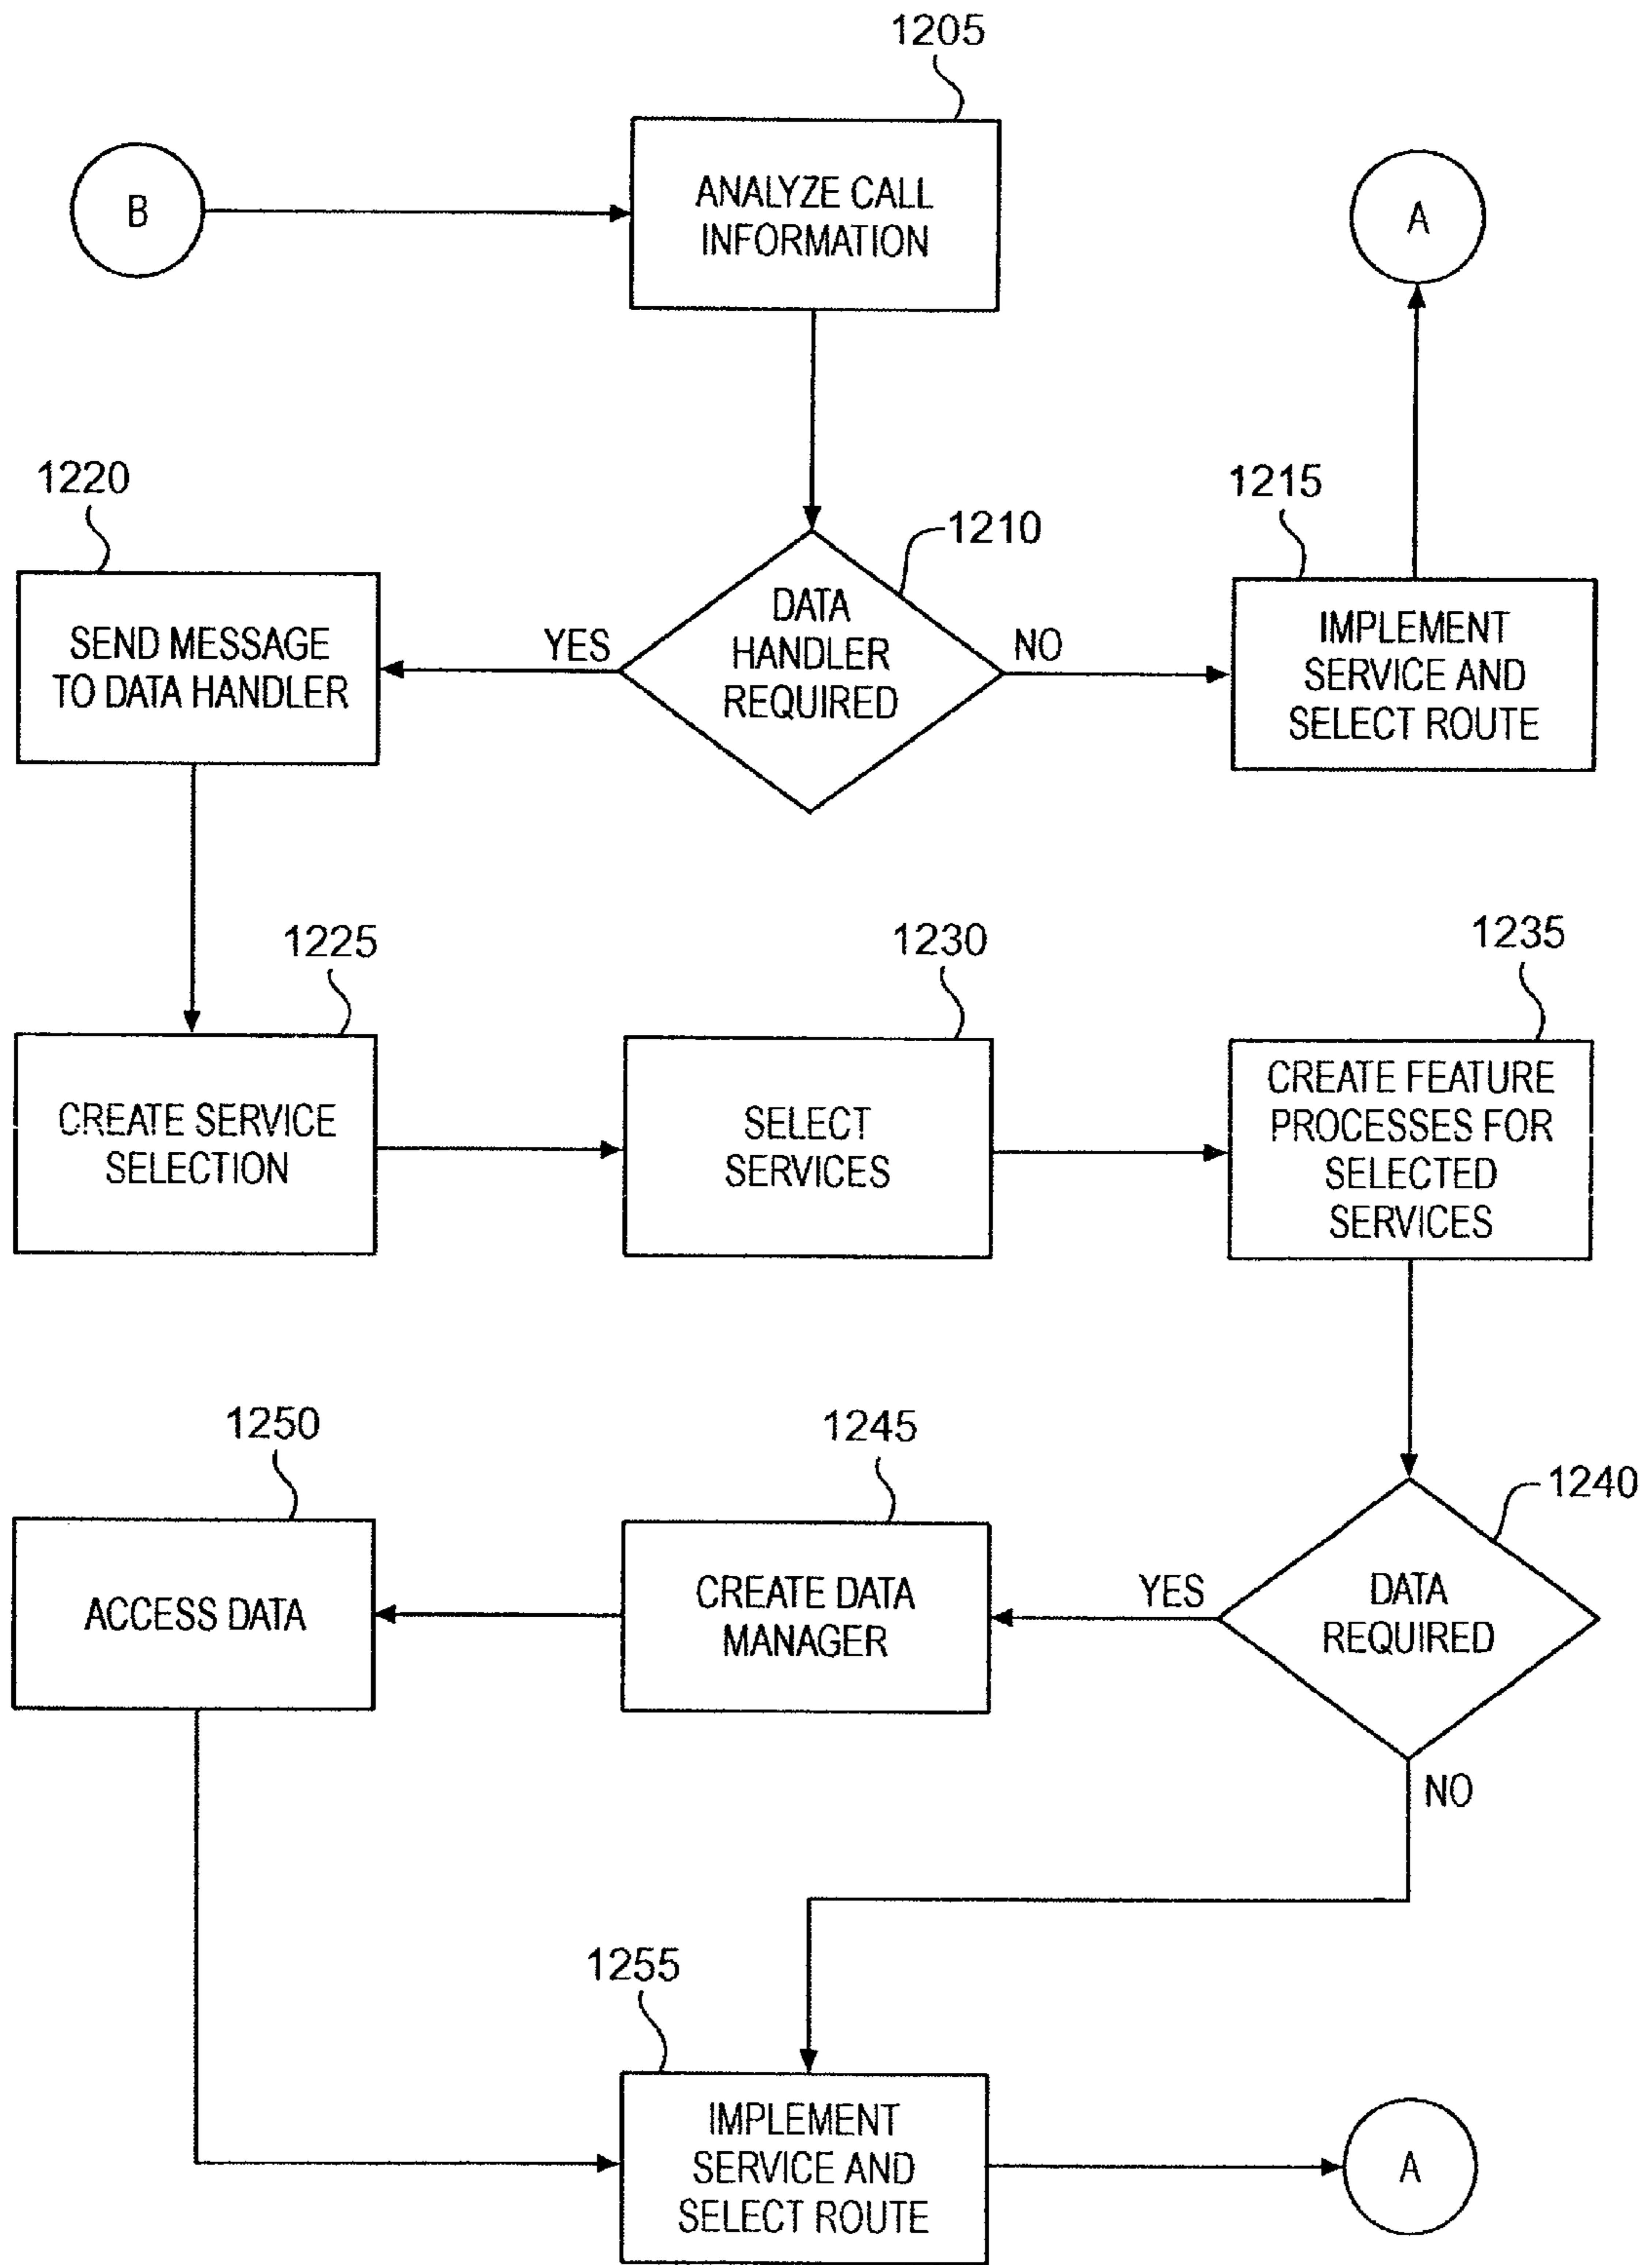 1205
B
ANALYZE CALL
INFORMATION
A
1220
1210
1215
SEND MESSAGE
TO DATA HANDLER
YES
DATA
HANDLER
REQUIRED
NO
IMPLEMENT
SERVICE AND
SELECT ROUTE
1225
1230
1235
CREATE SERVICE
SELECTION
SELECT
SERVICES
CREATE FEATURE
PROCESSES FOR
SELECTED
SERVICES
1250
1245
1240
ACCESS DATA
CREATE DATA
MANAGER
YES
DATA
REQUIRED
NO
1255
IMPLEMENT
SERVICE AND
SELECT ROUTE
A